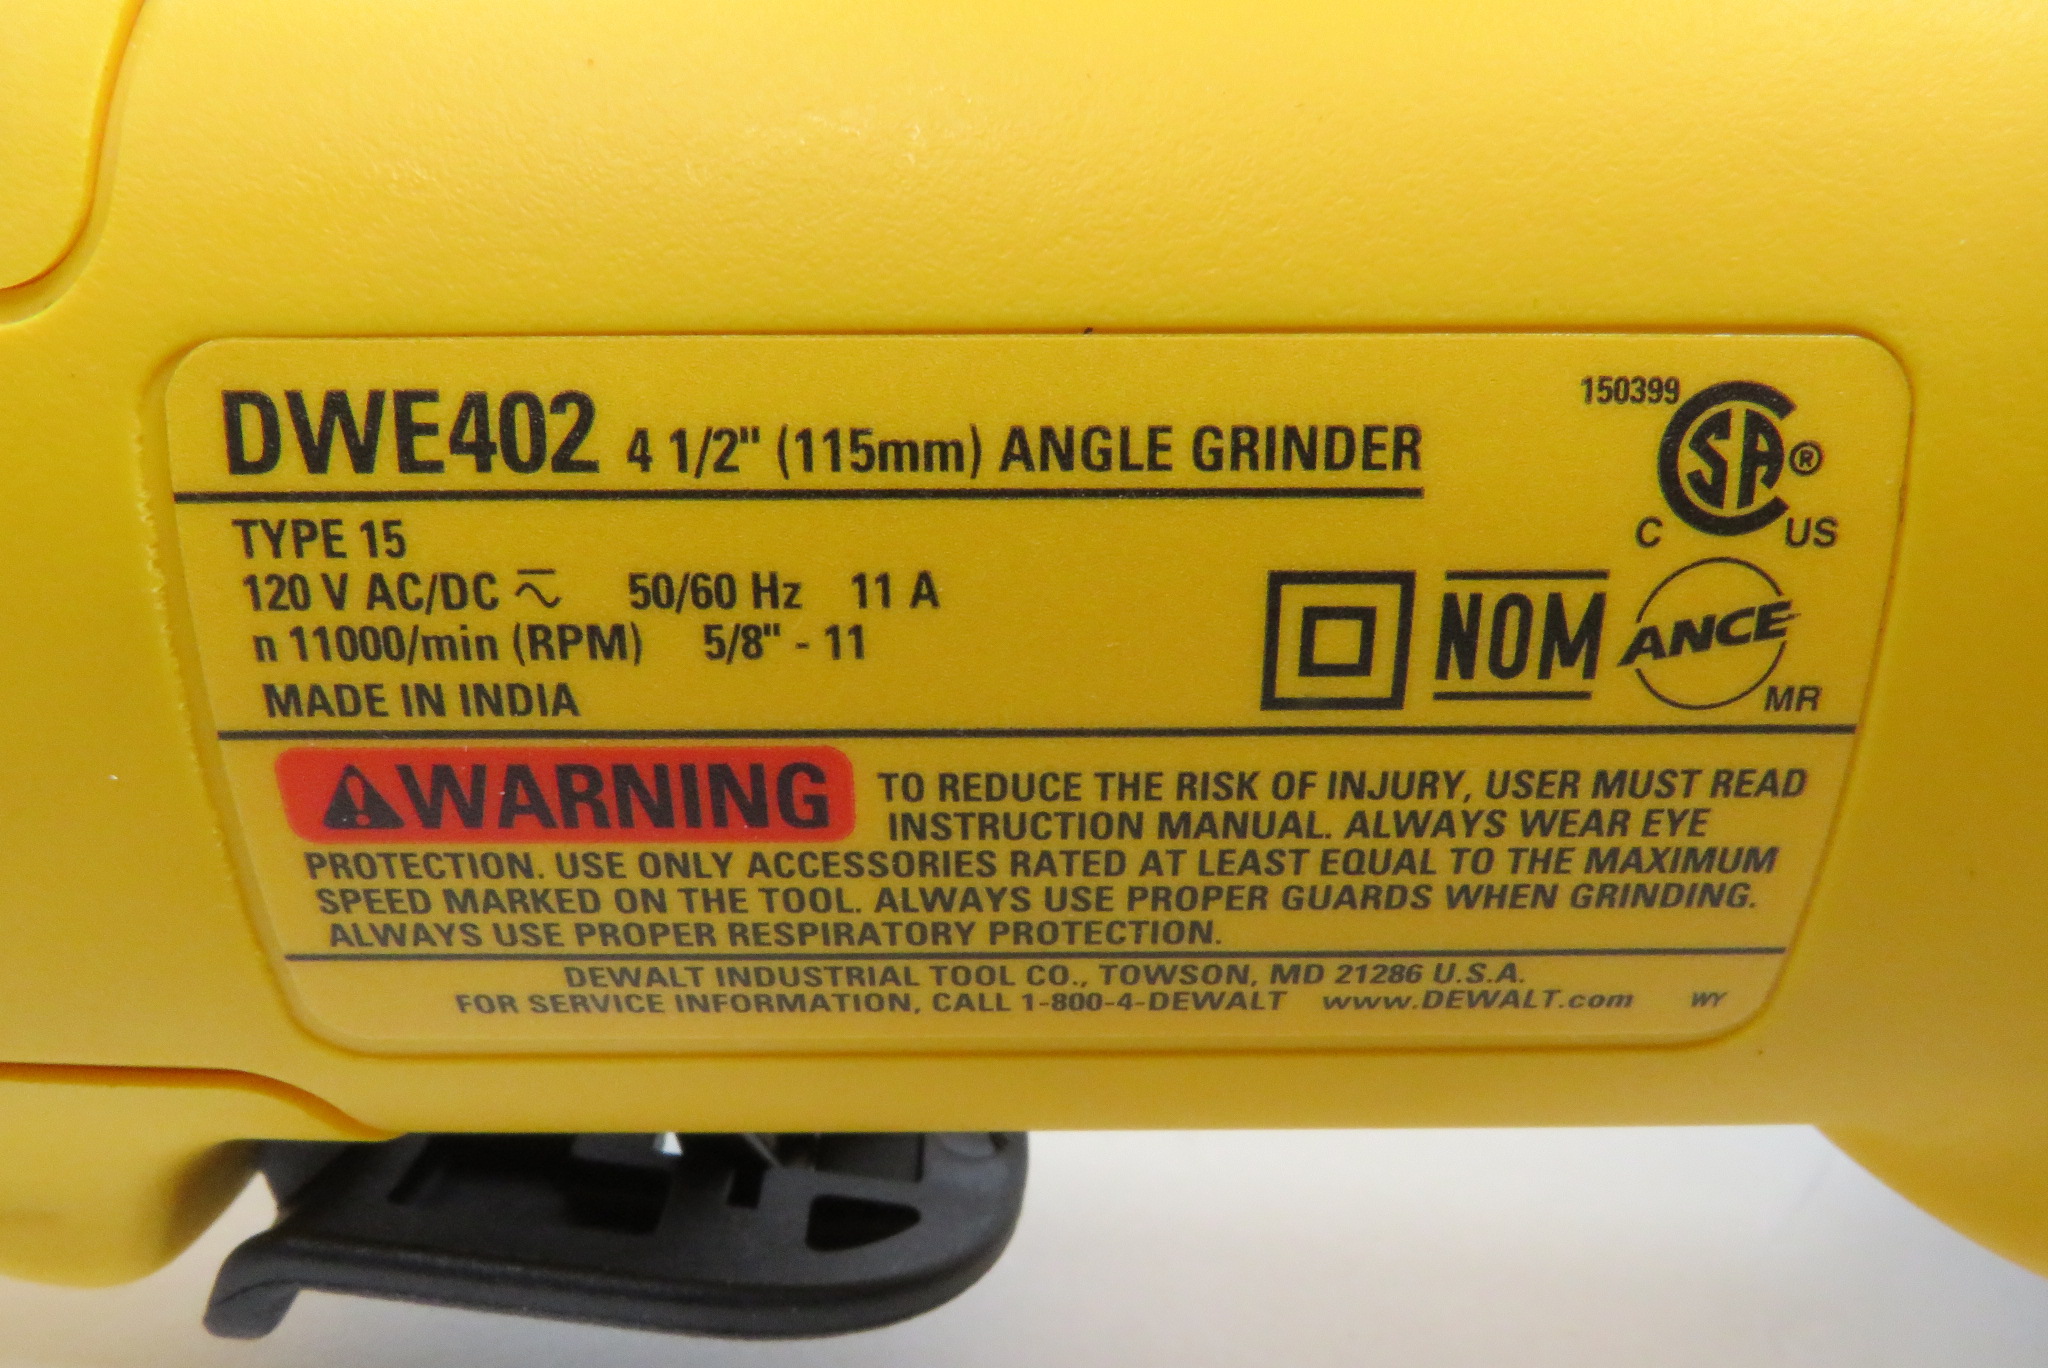 DWE402 4 1/2" (115mm) ANGLE GRINDER
150399
CSA®
C US
TYPE 15
120 V AC/DC ⎓∿ 50/60 Hz 11 A
n 11000/min (RPM) 5/8" - 11
MADE IN INDIA
NOM
ANCE
MR
WARNING TO REDUCE THE RISK OF INJURY, USER MUST READ
INSTRUCTION MANUAL. ALWAYS WEAR EYE
PROTECTION. USE ONLY ACCESSORIES RATED AT LEAST EQUAL TO THE MAXIMUM
SPEED MARKED ON THE TOOL. ALWAYS USE PROPER GUARDS WHEN GRINDING.
ALWAYS USE PROPER RESPIRATORY PROTECTION.
DEWALT INDUSTRIAL TOOL CO., TOWSON, MD 21286 U.S.A.
FOR SERVICE INFORMATION, CALL 1-800-4-DEWALT www.DEWALT.com WY